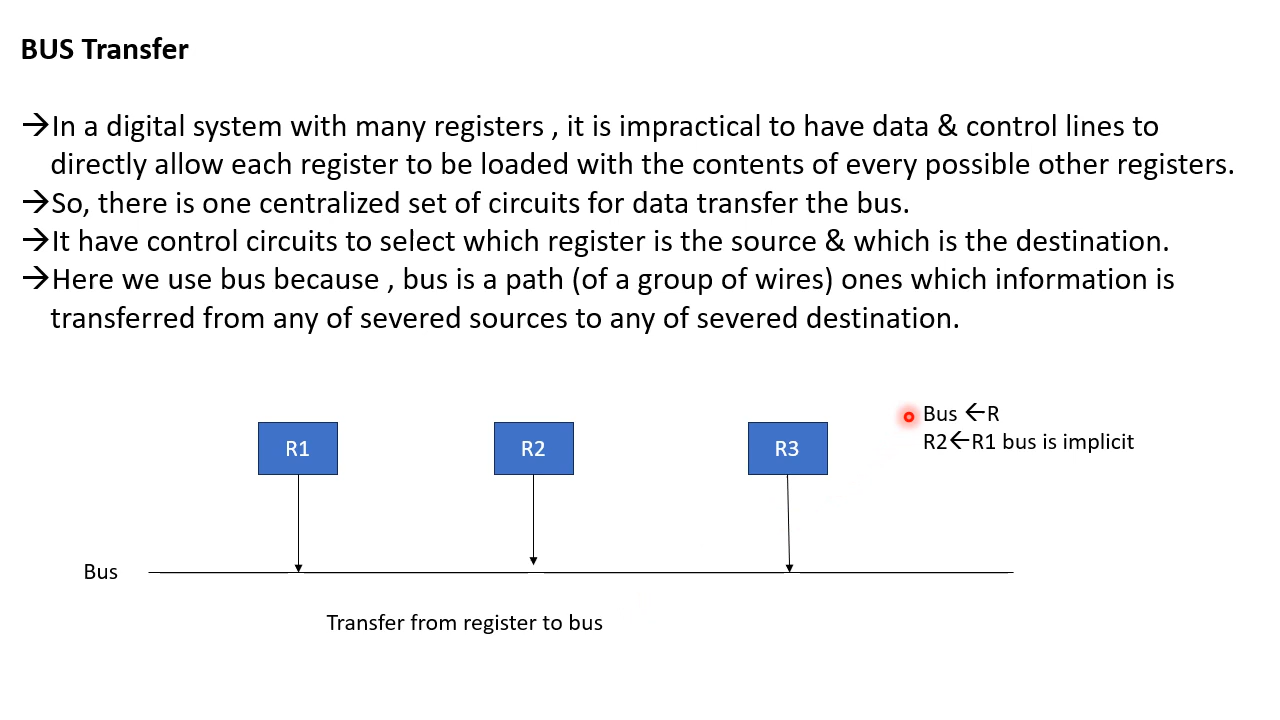 BUS Transfer
→In a digital system with many registers , it is impractical to have data & control lines to
directly allow each register to be loaded with the contents of every possible other registers.
→So, there is one centralized set of circuits for data transfer the bus.
→It have control circuits to select which register is the source & which is the destination.
→Here we use bus because , bus is a path (of a group of wires) ones which information is
transferred from any of severed sources to any of severed destination.
Bus ←R
R2←R1 bus is implicit
R1 R2 R3
Bus
Transfer from register to bus